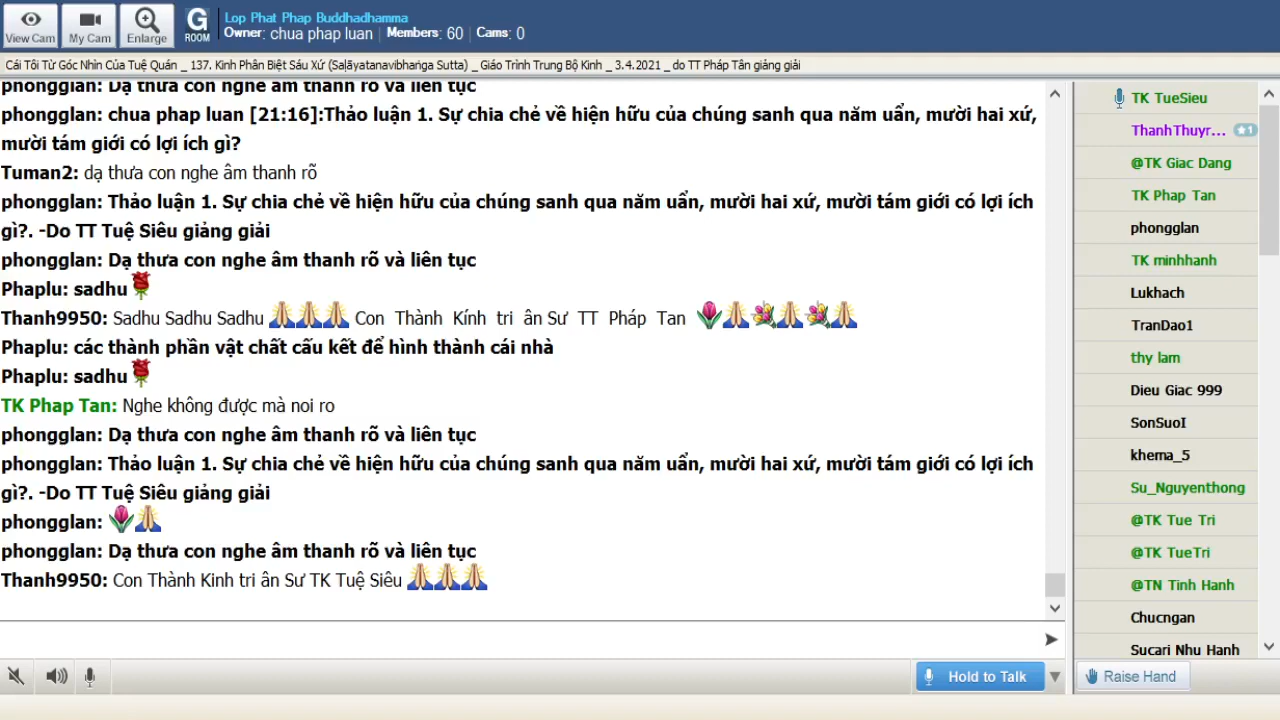 View Cam
My Cam
Enlarge
G
ROOM
Lop Phat Phap Buddhadhamma
Owner: chua phap luan | Members: 60 | Cams: 0
Cái Tôi Từ Góc Nhìn Của Tuệ Quán _ 137. Kinh Phân Biệt Sáu Xứ (Saḷāyatanavibhaṅga Sutta) _ Giáo Trình Trung Bộ Kinh _ 3.4.2021 _ do TT Pháp Tân giảng giải
phongglan: Dạ thưa con nghe âm thanh rõ và liên tục
phongglan: chua phap luan [21:16]:Thảo luận 1. Sự chia chẻ về hiện hữu của chúng sanh qua năm uẩn, mười hai xứ,
mười tám giới có lợi ích gì?
Tuman2: dạ thưa con nghe âm thanh rõ
phongglan: Thảo luận 1. Sự chia chẻ về hiện hữu của chúng sanh qua năm uẩn, mười hai xứ, mười tám giới có lợi ích
gì?. -Do TT Tuệ Siêu giảng giải
phongglan: Dạ thưa con nghe âm thanh rõ và liên tục
Phaplu: sadhu
Thanh9950: Sadhu Sadhu Sadhu Con Thành Kính tri ân Sư TT Pháp Tan
Phaplu: các thành phần vật chất cấu kết để hình thành cái nhà
Phaplu: sadhu
TK Phap Tan: Nghe không được mà noi ro
phongglan: Dạ thưa con nghe âm thanh rõ và liên tục
phongglan: Thảo luận 1. Sự chia chẻ về hiện hữu của chúng sanh qua năm uẩn, mười hai xứ, mười tám giới có lợi ích
gì?. -Do TT Tuệ Siêu giảng giải
phongglan:
phongglan: Dạ thưa con nghe âm thanh rõ và liên tục
Thanh9950: Con Thành Kinh tri ân Sư TK Tuệ Siêu
Hold to Talk
TK TueSieu
ThanhThuyr... ★1
@TK Giac Dang
TK Phap Tan
phongglan
TK minhhanh
Lukhach
TranDao1
thy lam
Dieu Giac 999
SonSuoI
khema_5
Su_Nguyenthong
@TK Tue Tri
@TK TueTri
@TN Tinh Hanh
Chucngan
Sucari Nhu Hanh
Raise Hand